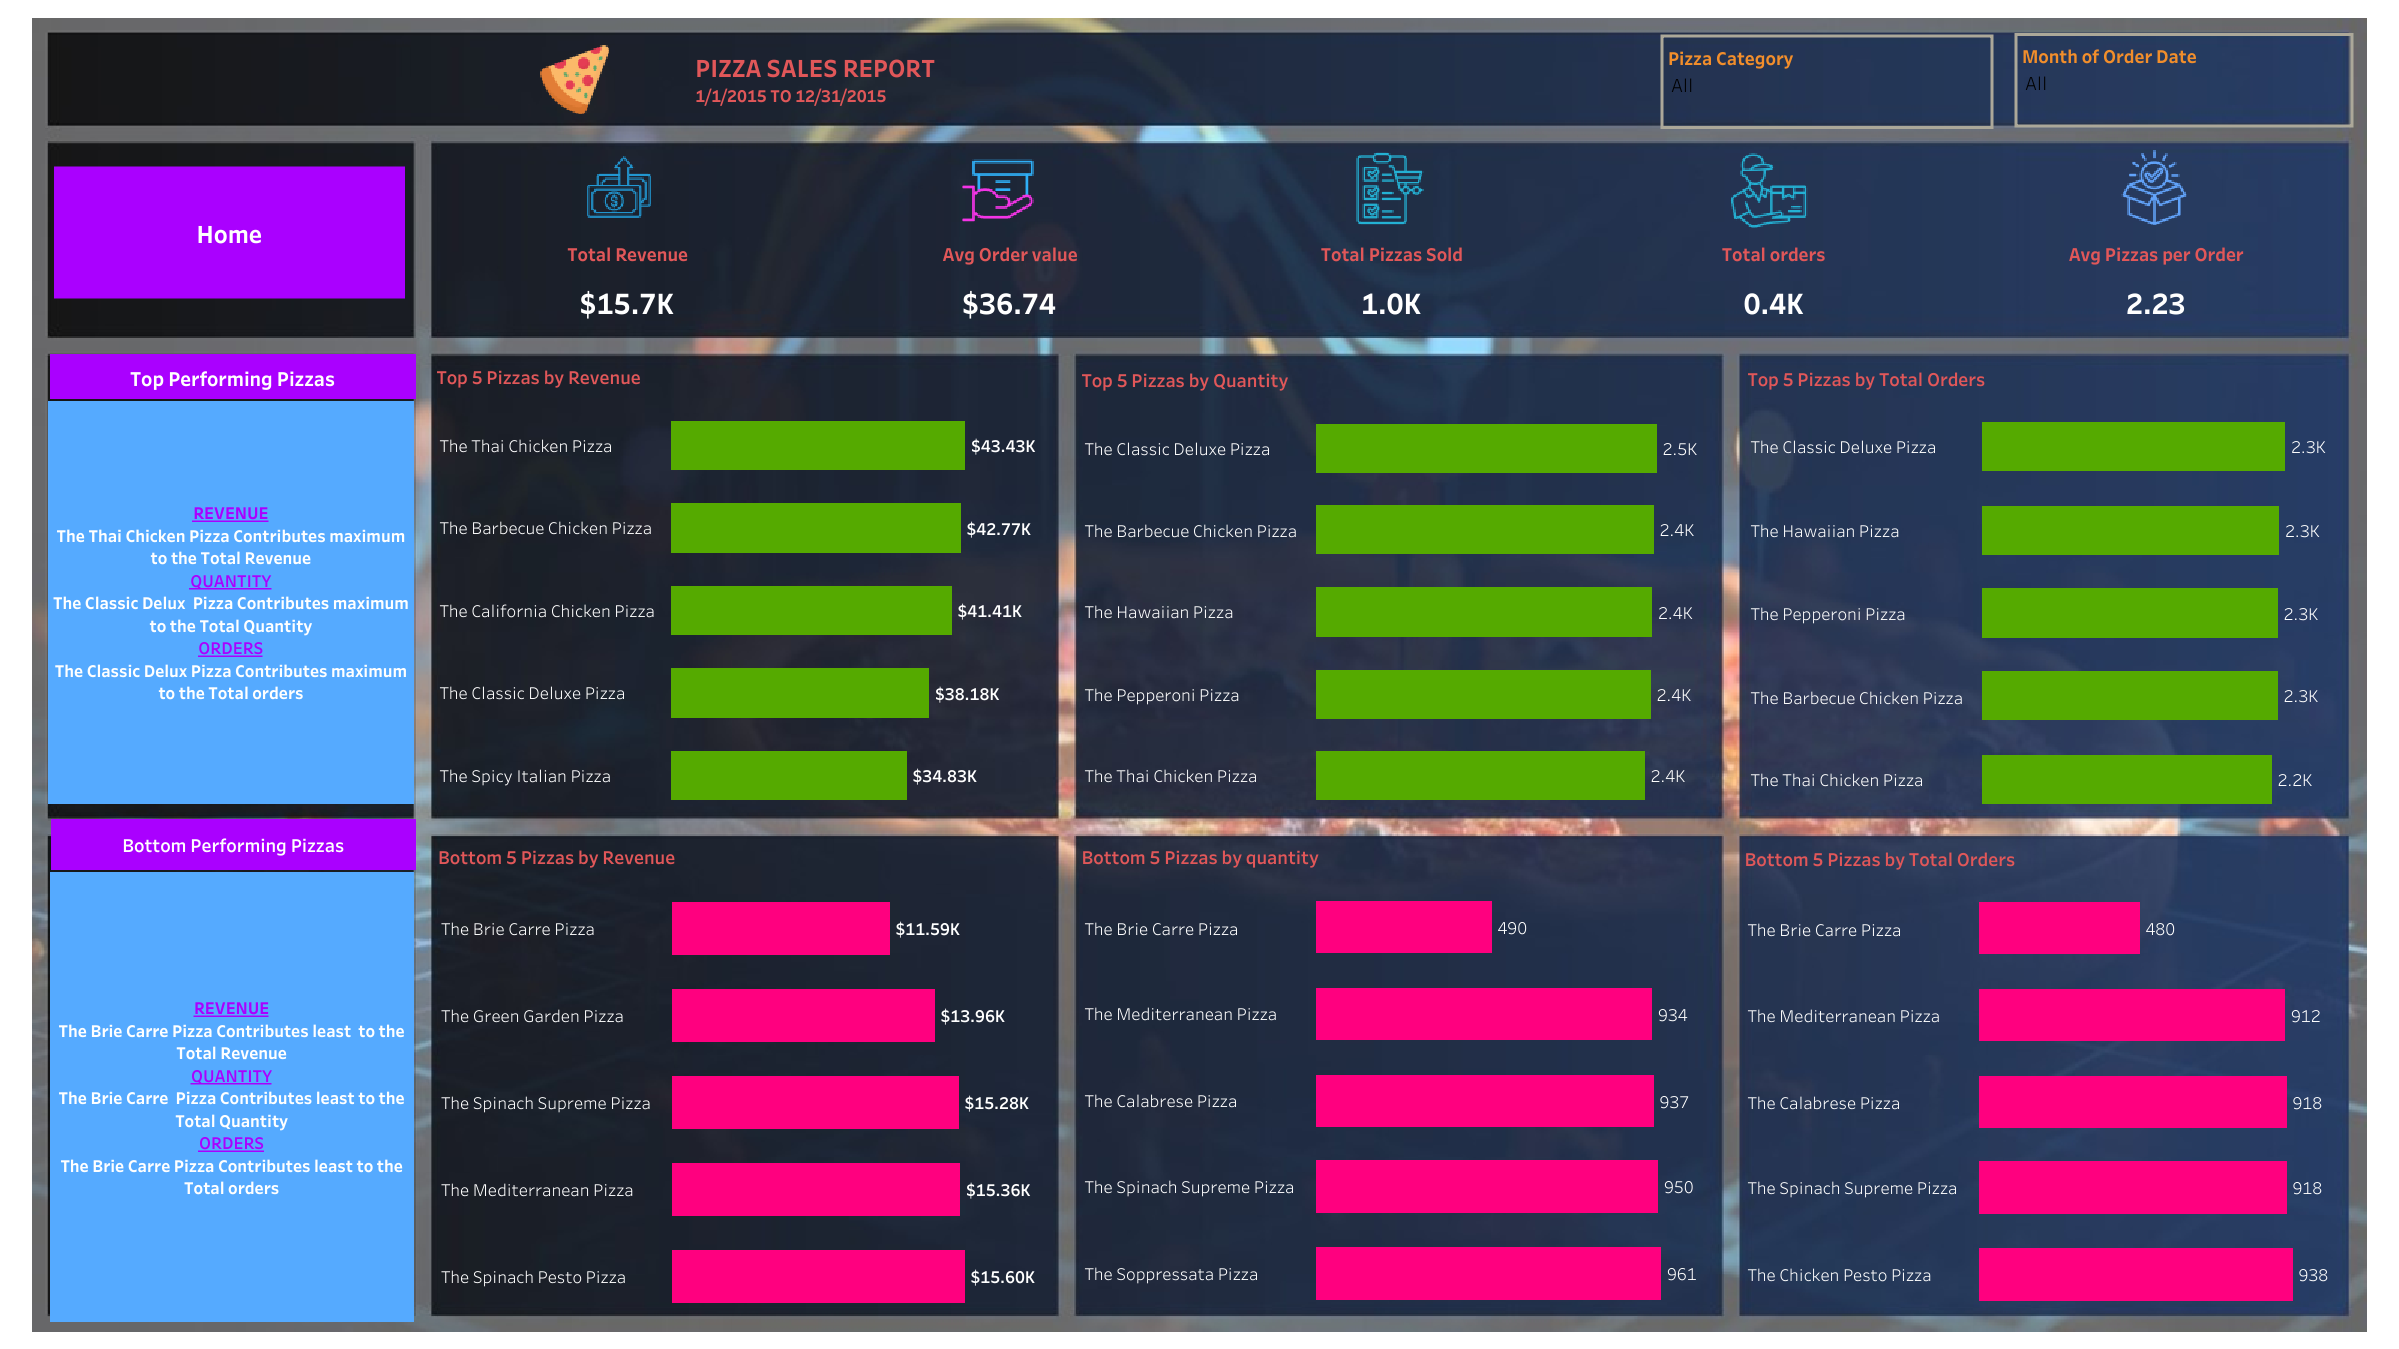 PIZZA SALES REPORT
1/1/2015 TO 12/31/2015
Pizza Category
All
Month of Order Date
All
Home
Total Revenue
$15.7K
Avg Order value
$36.74
Total Pizzas Sold
1.0K
Total orders
0.4K
Avg Pizzas per Order
2.23
Top Performing Pizzas
REVENUE
The Thai Chicken Pizza Contributes maximum
to the Total Revenue
QUANTITY
The Classic Delux  Pizza Contributes maximum
to the Total Quantity
ORDERS
The Classic Delux Pizza Contributes maximum
to the Total orders
Top 5 Pizzas by Revenue
The Thai Chicken Pizza $43.43K
The Barbecue Chicken Pizza $42.77K
The California Chicken Pizza $41.41K
The Classic Deluxe Pizza $38.18K
The Spicy Italian Pizza $34.83K
Top 5 Pizzas by Quantity
The Classic Deluxe Pizza 2.5K
The Barbecue Chicken Pizza 2.4K
The Hawaiian Pizza 2.4K
The Pepperoni Pizza 2.4K
The Thai Chicken Pizza 2.4K
Top 5 Pizzas by Total Orders
The Classic Deluxe Pizza 2.3K
The Hawaiian Pizza 2.3K
The Pepperoni Pizza 2.3K
The Barbecue Chicken Pizza 2.3K
The Thai Chicken Pizza 2.2K
Bottom Performing Pizzas
REVENUE
The Brie Carre Pizza Contributes least  to the
Total Revenue
QUANTITY
The Brie Carre  Pizza Contributes least to the
Total Quantity
ORDERS
The Brie Carre Pizza Contributes least to the
Total orders
Bottom 5 Pizzas by Revenue
The Brie Carre Pizza $11.59K
The Green Garden Pizza $13.96K
The Spinach Supreme Pizza $15.28K
The Mediterranean Pizza $15.36K
The Spinach Pesto Pizza $15.60K
Bottom 5 Pizzas by quantity
The Brie Carre Pizza 490
The Mediterranean Pizza 934
The Calabrese Pizza 937
The Spinach Supreme Pizza 950
The Soppressata Pizza 961
Bottom 5 Pizzas by Total Orders
The Brie Carre Pizza 480
The Mediterranean Pizza 912
The Calabrese Pizza 918
The Spinach Supreme Pizza 918
The Chicken Pesto Pizza 938